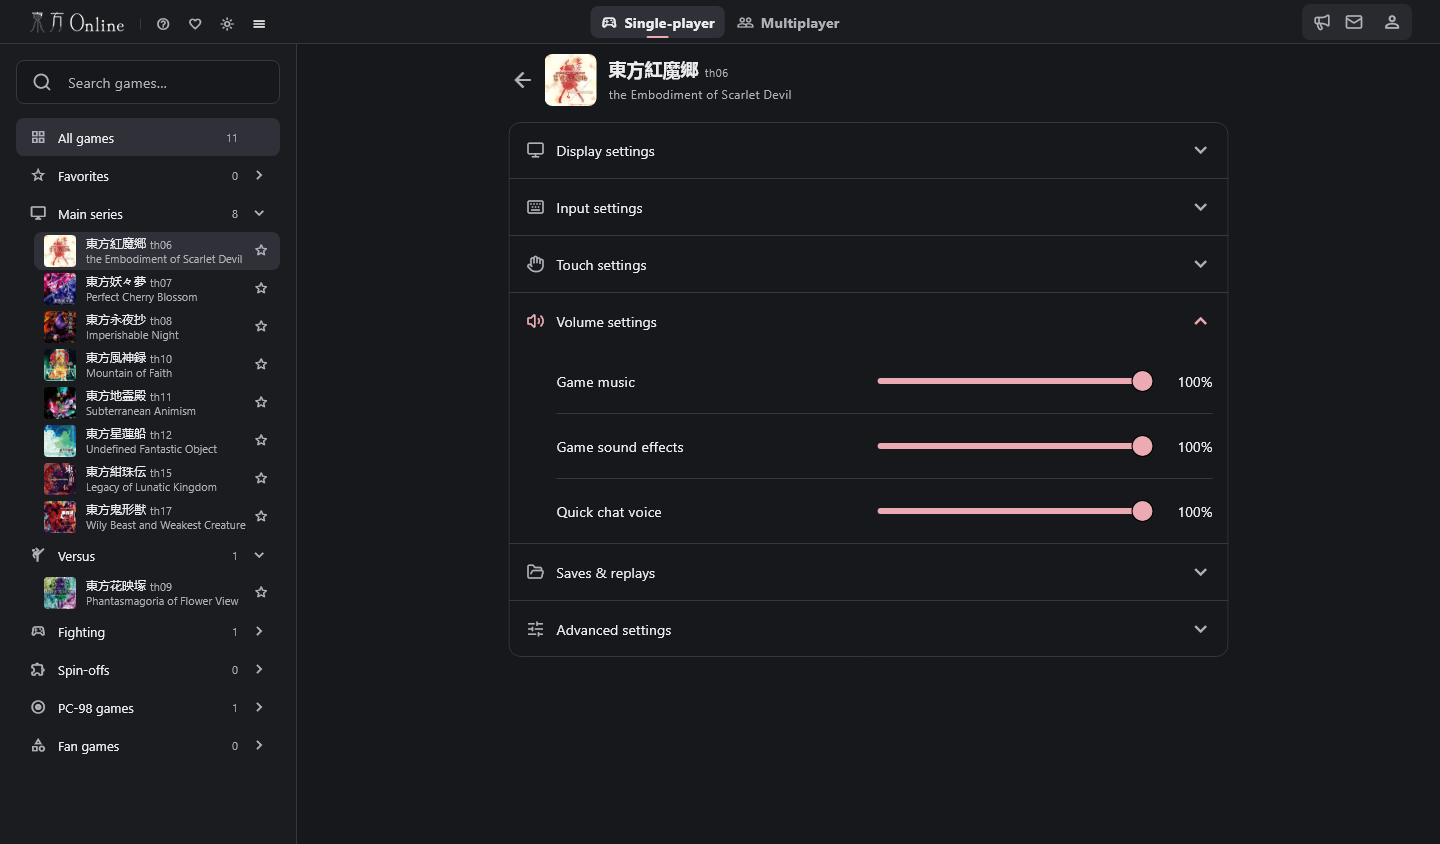 東方 Online
Single-player
Multiplayer
Search games...
All games 11
Favorites 0
Main series 8
東方紅魔郷 th06
the Embodiment of Scarlet Devil
東方妖々夢 th07
Perfect Cherry Blossom
東方永夜抄 th08
Imperishable Night
東方風神録 th10
Mountain of Faith
東方地霊殿 th11
Subterranean Animism
東方星蓮船 th12
Undefined Fantastic Object
東方紺珠伝 th15
Legacy of Lunatic Kingdom
東方鬼形獣 th17
Wily Beast and Weakest Creature
Versus 1
東方花映塚 th09
Phantasmagoria of Flower View
Fighting 1
Spin-offs 0
PC-98 games 1
Fan games 0
東方紅魔郷 th06
the Embodiment of Scarlet Devil
Display settings
Input settings
Touch settings
Volume settings
Game music 100%
Game sound effects 100%
Quick chat voice 100%
Saves & replays
Advanced settings